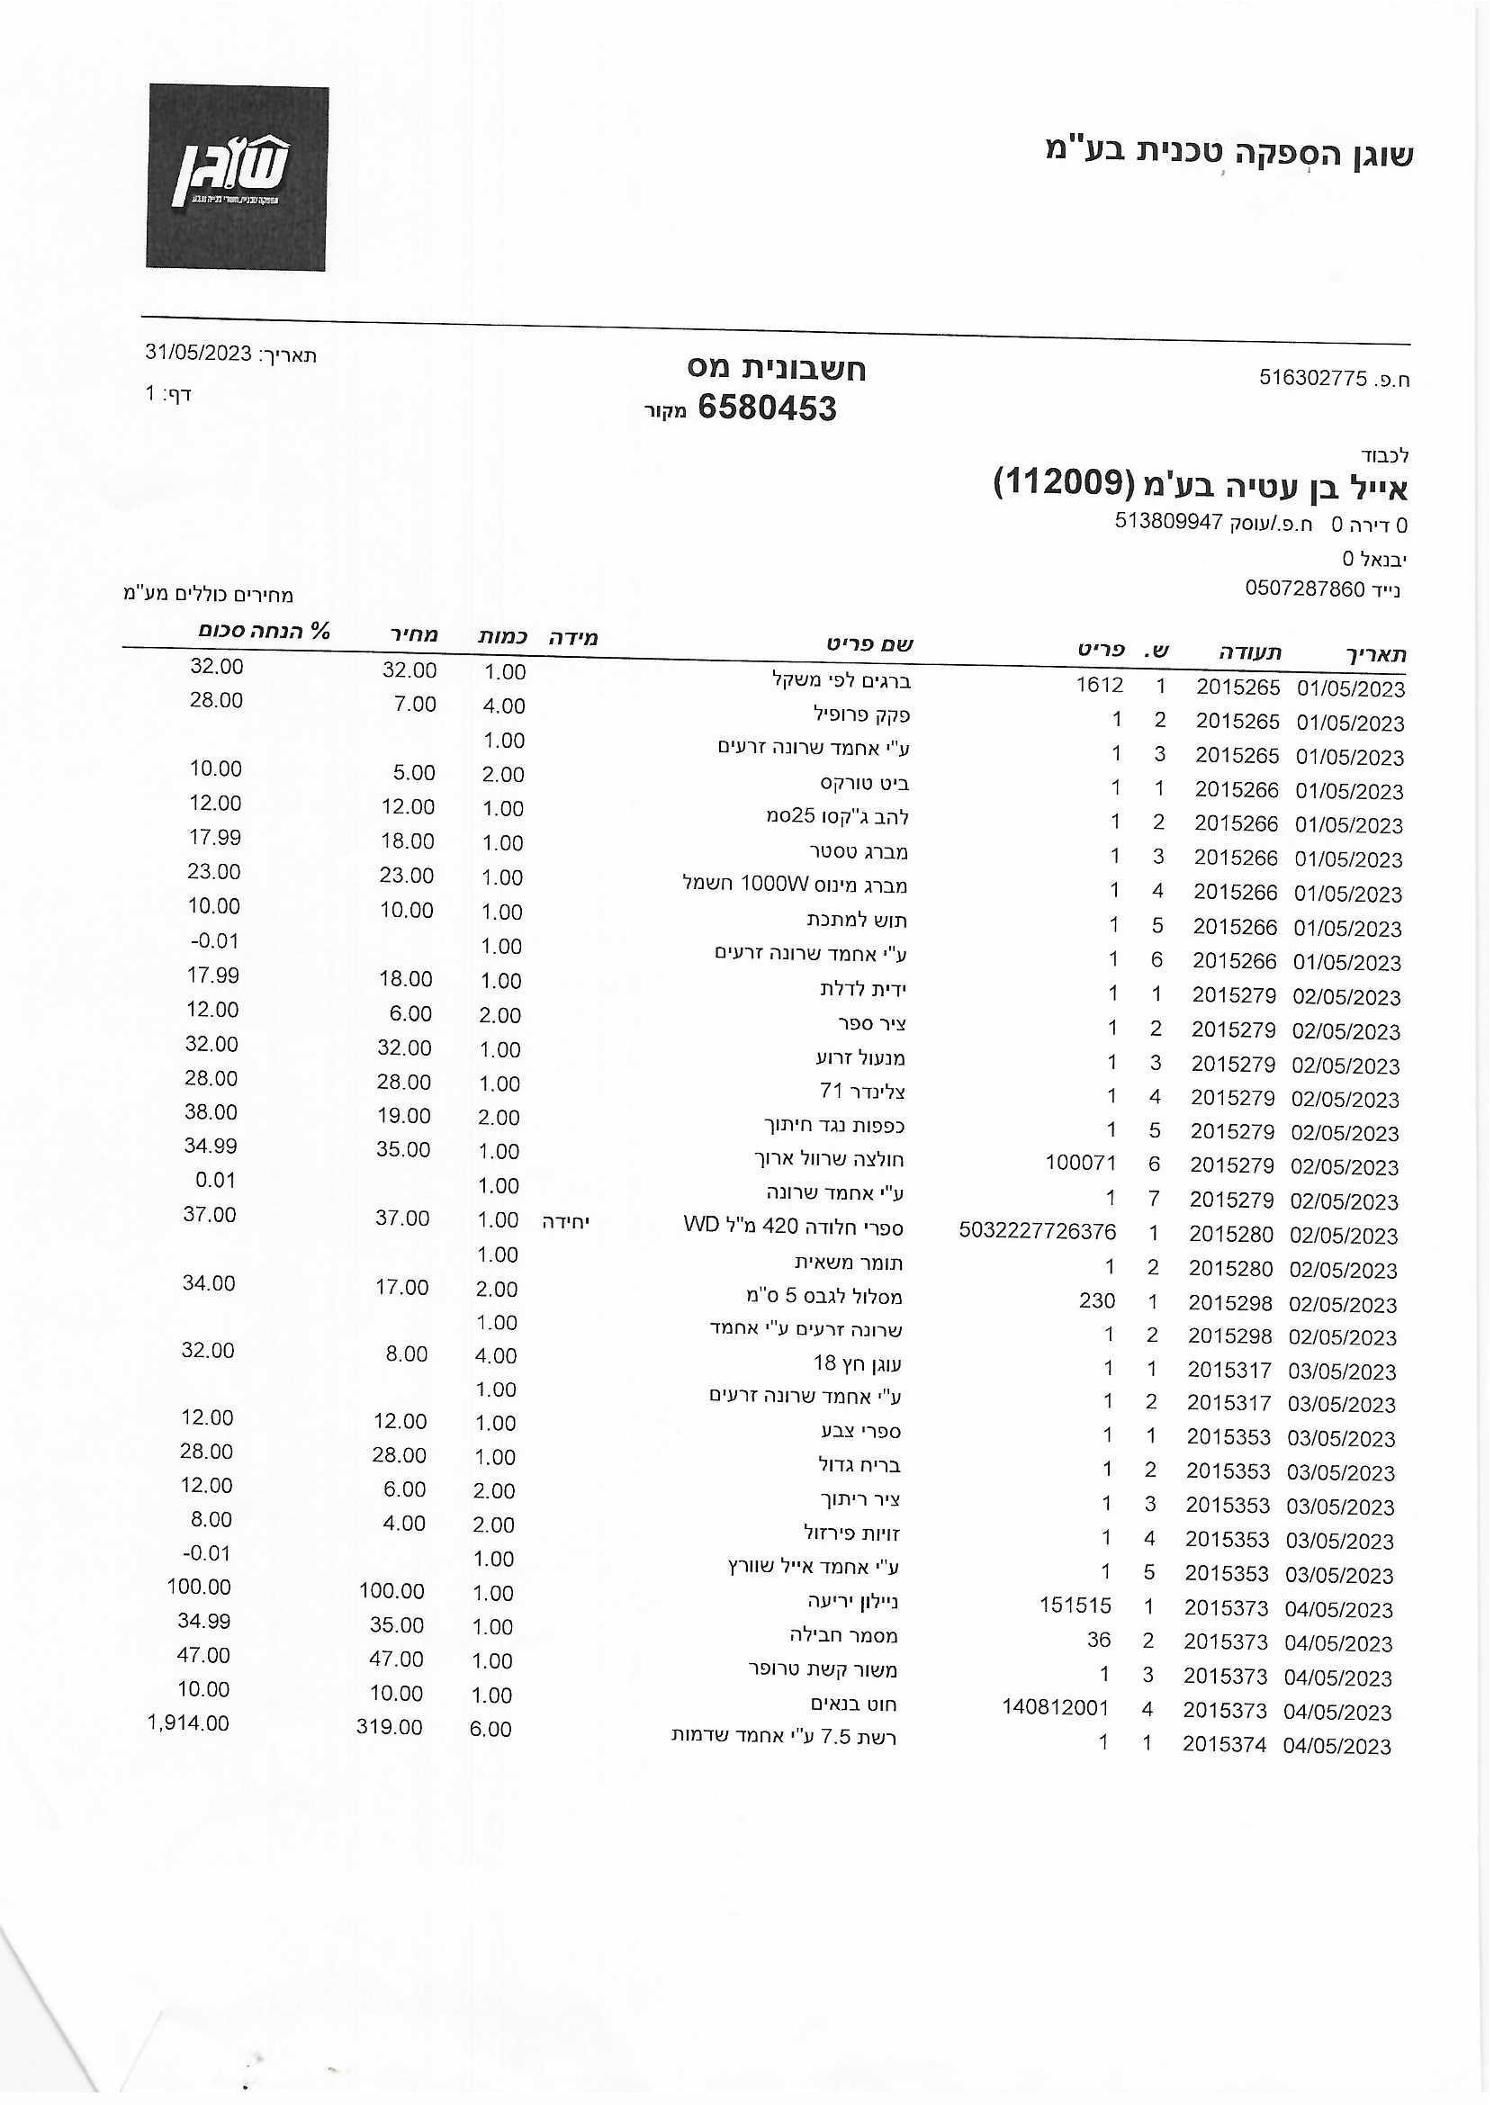 שוגן
הספקה טכנית, חומרי בנייה וצבע
שוגן הספקה טכנית בע"מ
תאריך: 31/05/2023
דף: 1
חשבונית מס
6580453 מקור
ח.פ. 516302775
לכבוד
אייל בן עטיה בע'מ (112009)
0 דירה 0 ח.פ./עוסק 513809947
יבנאל 0
נייד 0507287860
מחירים כוללים מע"מ
תאריך תעודה ש. פריט שם פריט מידה כמות מחיר % הנחה סכום
01/05/2023 2015265 1 1612 ברגים לפי משקל 1.00 32.00 32.00
01/05/2023 2015265 2 1 פקק פרופיל 4.00 7.00 28.00
01/05/2023 2015265 3 1 ע"י אחמד שרונה זרעים 1.00
01/05/2023 2015266 1 1 ביט טורקס 2.00 5.00 10.00
01/05/2023 2015266 2 1 להב ג"קסו 25סמ 1.00 12.00 12.00
01/05/2023 2015266 3 1 מברג טסטר 1.00 18.00 17.99
01/05/2023 2015266 4 1 מברג מינוס 1000W חשמל 1.00 23.00 23.00
01/05/2023 2015266 5 1 תוש למתכת 1.00 10.00 10.00
01/05/2023 2015266 6 1 ע"י אחמד שרונה זרעים 1.00 -0.01
02/05/2023 2015279 1 1 ידית לדלת 1.00 18.00 17.99
02/05/2023 2015279 2 1 ציר ספר 2.00 6.00 12.00
02/05/2023 2015279 3 1 מנעול זרוע 1.00 32.00 32.00
02/05/2023 2015279 4 1 צלינדר 71 1.00 28.00 28.00
02/05/2023 2015279 5 1 כפפות נגד חיתוך 2.00 19.00 38.00
02/05/2023 2015279 6 100071 חולצה שרוול ארוך 1.00 35.00 34.99
02/05/2023 2015279 7 1 ע"י אחמד שרונה 1.00 0.01
02/05/2023 2015280 1 5032227726376 ספרי חלודה 420 מ"ל WD יחידה 1.00 37.00 37.00
02/05/2023 2015280 2 1 תומר משאית 1.00
02/05/2023 2015298 1 230 מסלול לגבס 5 ס"מ 2.00 17.00 34.00
02/05/2023 2015298 2 1 שרונה זרעים ע"י אחמד 1.00
03/05/2023 2015317 1 1 עוגן חץ 18 4.00 8.00 32.00
03/05/2023 2015317 2 1 ע"י אחמד שרונה זרעים 1.00
03/05/2023 2015353 1 1 ספרי צבע 1.00 12.00 12.00
03/05/2023 2015353 2 1 בריח גדול 1.00 28.00 28.00
03/05/2023 2015353 3 1 ציר ריתוך 2.00 6.00 12.00
03/05/2023 2015353 4 1 זויות פירזול 2.00 4.00 8.00
03/05/2023 2015353 5 1 ע"י אחמד אייל שוורץ 1.00 -0.01
04/05/2023 2015373 1 151515 ניילון יריעה 1.00 100.00 100.00
04/05/2023 2015373 2 36 מסמר חבילה 1.00 35.00 34.99
04/05/2023 2015373 3 1 משור קשת טרופר 1.00 47.00 47.00
04/05/2023 2015373 4 140812001 חוט בנאים 1.00 10.00 10.00
04/05/2023 2015374 1 1 רשת 7.5 ע"י אחמד שדמות 6.00 319.00 1,914.00